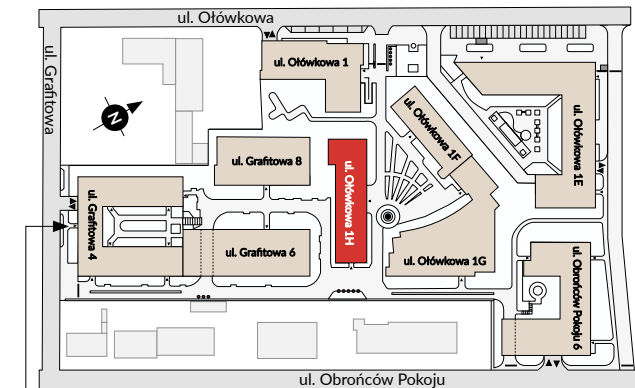 ul. Ołówkowa
ul. Grafitowa
ul. Ołówkowa 1
ul. Ołówkowa 1F
ul. Ołówkowa 1E
N
ul. Grafitowa 8
ul. Ołówkowa 1H
ul. Grafitowa 4
ul. Grafitowa 6
ul. Ołówkowa 1G
ul. Obrońców Pokoju 6
ul. Obrońców Pokoju